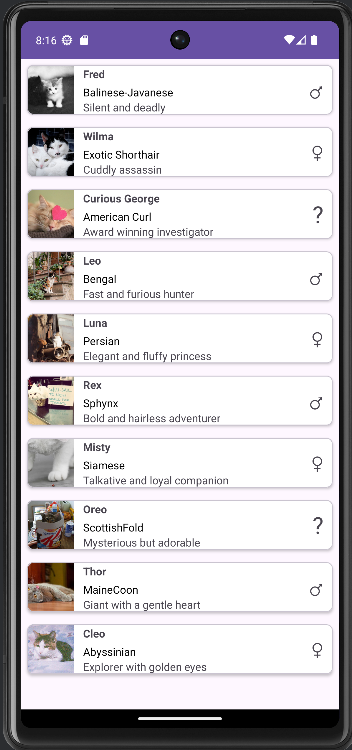 8:16
Fred
Balinese-Javanese
♂
Silent and deadly
Wilma
Exotic Shorthair
♀
Cuddly assassin
Curious George
American Curl
?
Award winning investigator
Leo
Bengal
♂
Fast and furious hunter
Luna
Persian
♀
Elegant and fluffy princess
Rex
Sphynx
♂
Bold and hairless adventurer
Misty
Siamese
♀
Talkative and loyal companion
Oreo
ScottishFold
?
Mysterious but adorable
Thor
MaineCoon
♂
Giant with a gentle heart
Cleo
Abyssinian
♀
Explorer with golden eyes